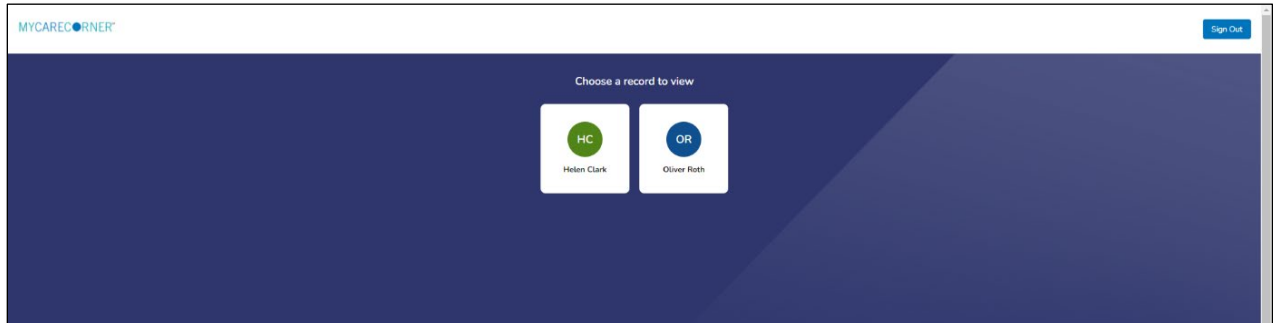 MYCARECORNER™
Sign Out
Choose a record to view
HC
OR
Helen Clark
Oliver Roth